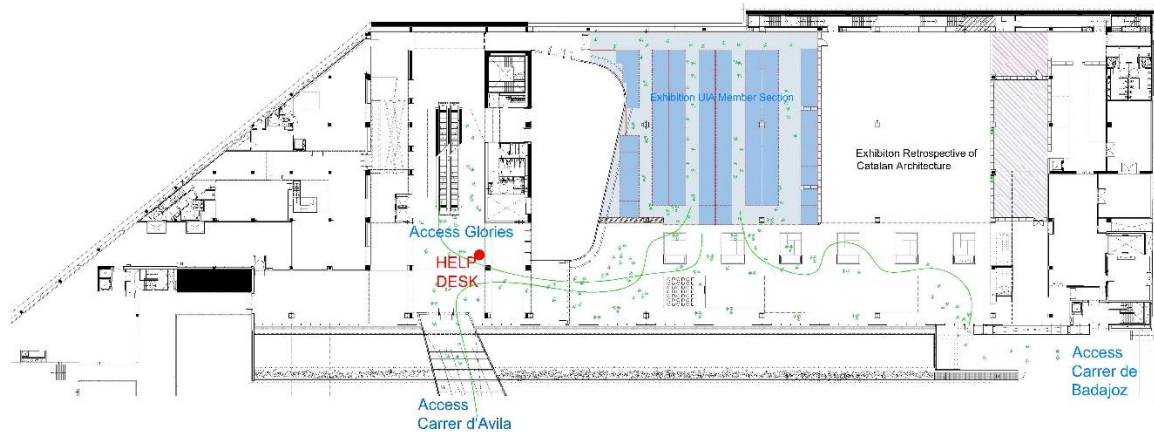 Exhibition UIA Member Section
Exhibiton Retrospective of
Catalan Architecture
Access Glories
HELP
DESK
Access
Carrer de
Badajoz
Access
Carrer d'Avila